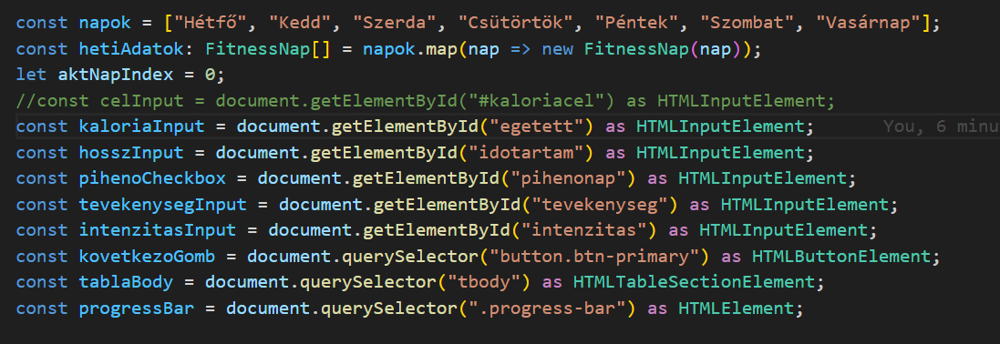 const napok = ["Hétfő", "Kedd", "Szerda", "Csütörtök", "Péntek", "Szombat", "Vasárnap"];
const hetiAdatok: FitnessNap[] = napok.map(nap => new FitnessNap(nap));
let aktNapIndex = 0;
//const celInput = document.getElementById("#kaloriacel") as HTMLInputElement;
const kaloriaInput = document.getElementById("egetett") as HTMLInputElement; You, 6 minu
const hosszInput = document.getElementById("idotartam") as HTMLInputElement;
const pihenoCheckbox = document.getElementById("pihenonap") as HTMLInputElement;
const tevekenysegInput = document.getElementById("tevekenyseg") as HTMLInputElement;
const intenzitasInput = document.getElementById("intenzitas") as HTMLInputElement;
const kovetkezoGomb = document.querySelector("button.btn-primary") as HTMLButtonElement;
const tablaBody = document.querySelector("tbody") as HTMLTableSectionElement;
const progressBar = document.querySelector(".progress-bar") as HTMLElement;